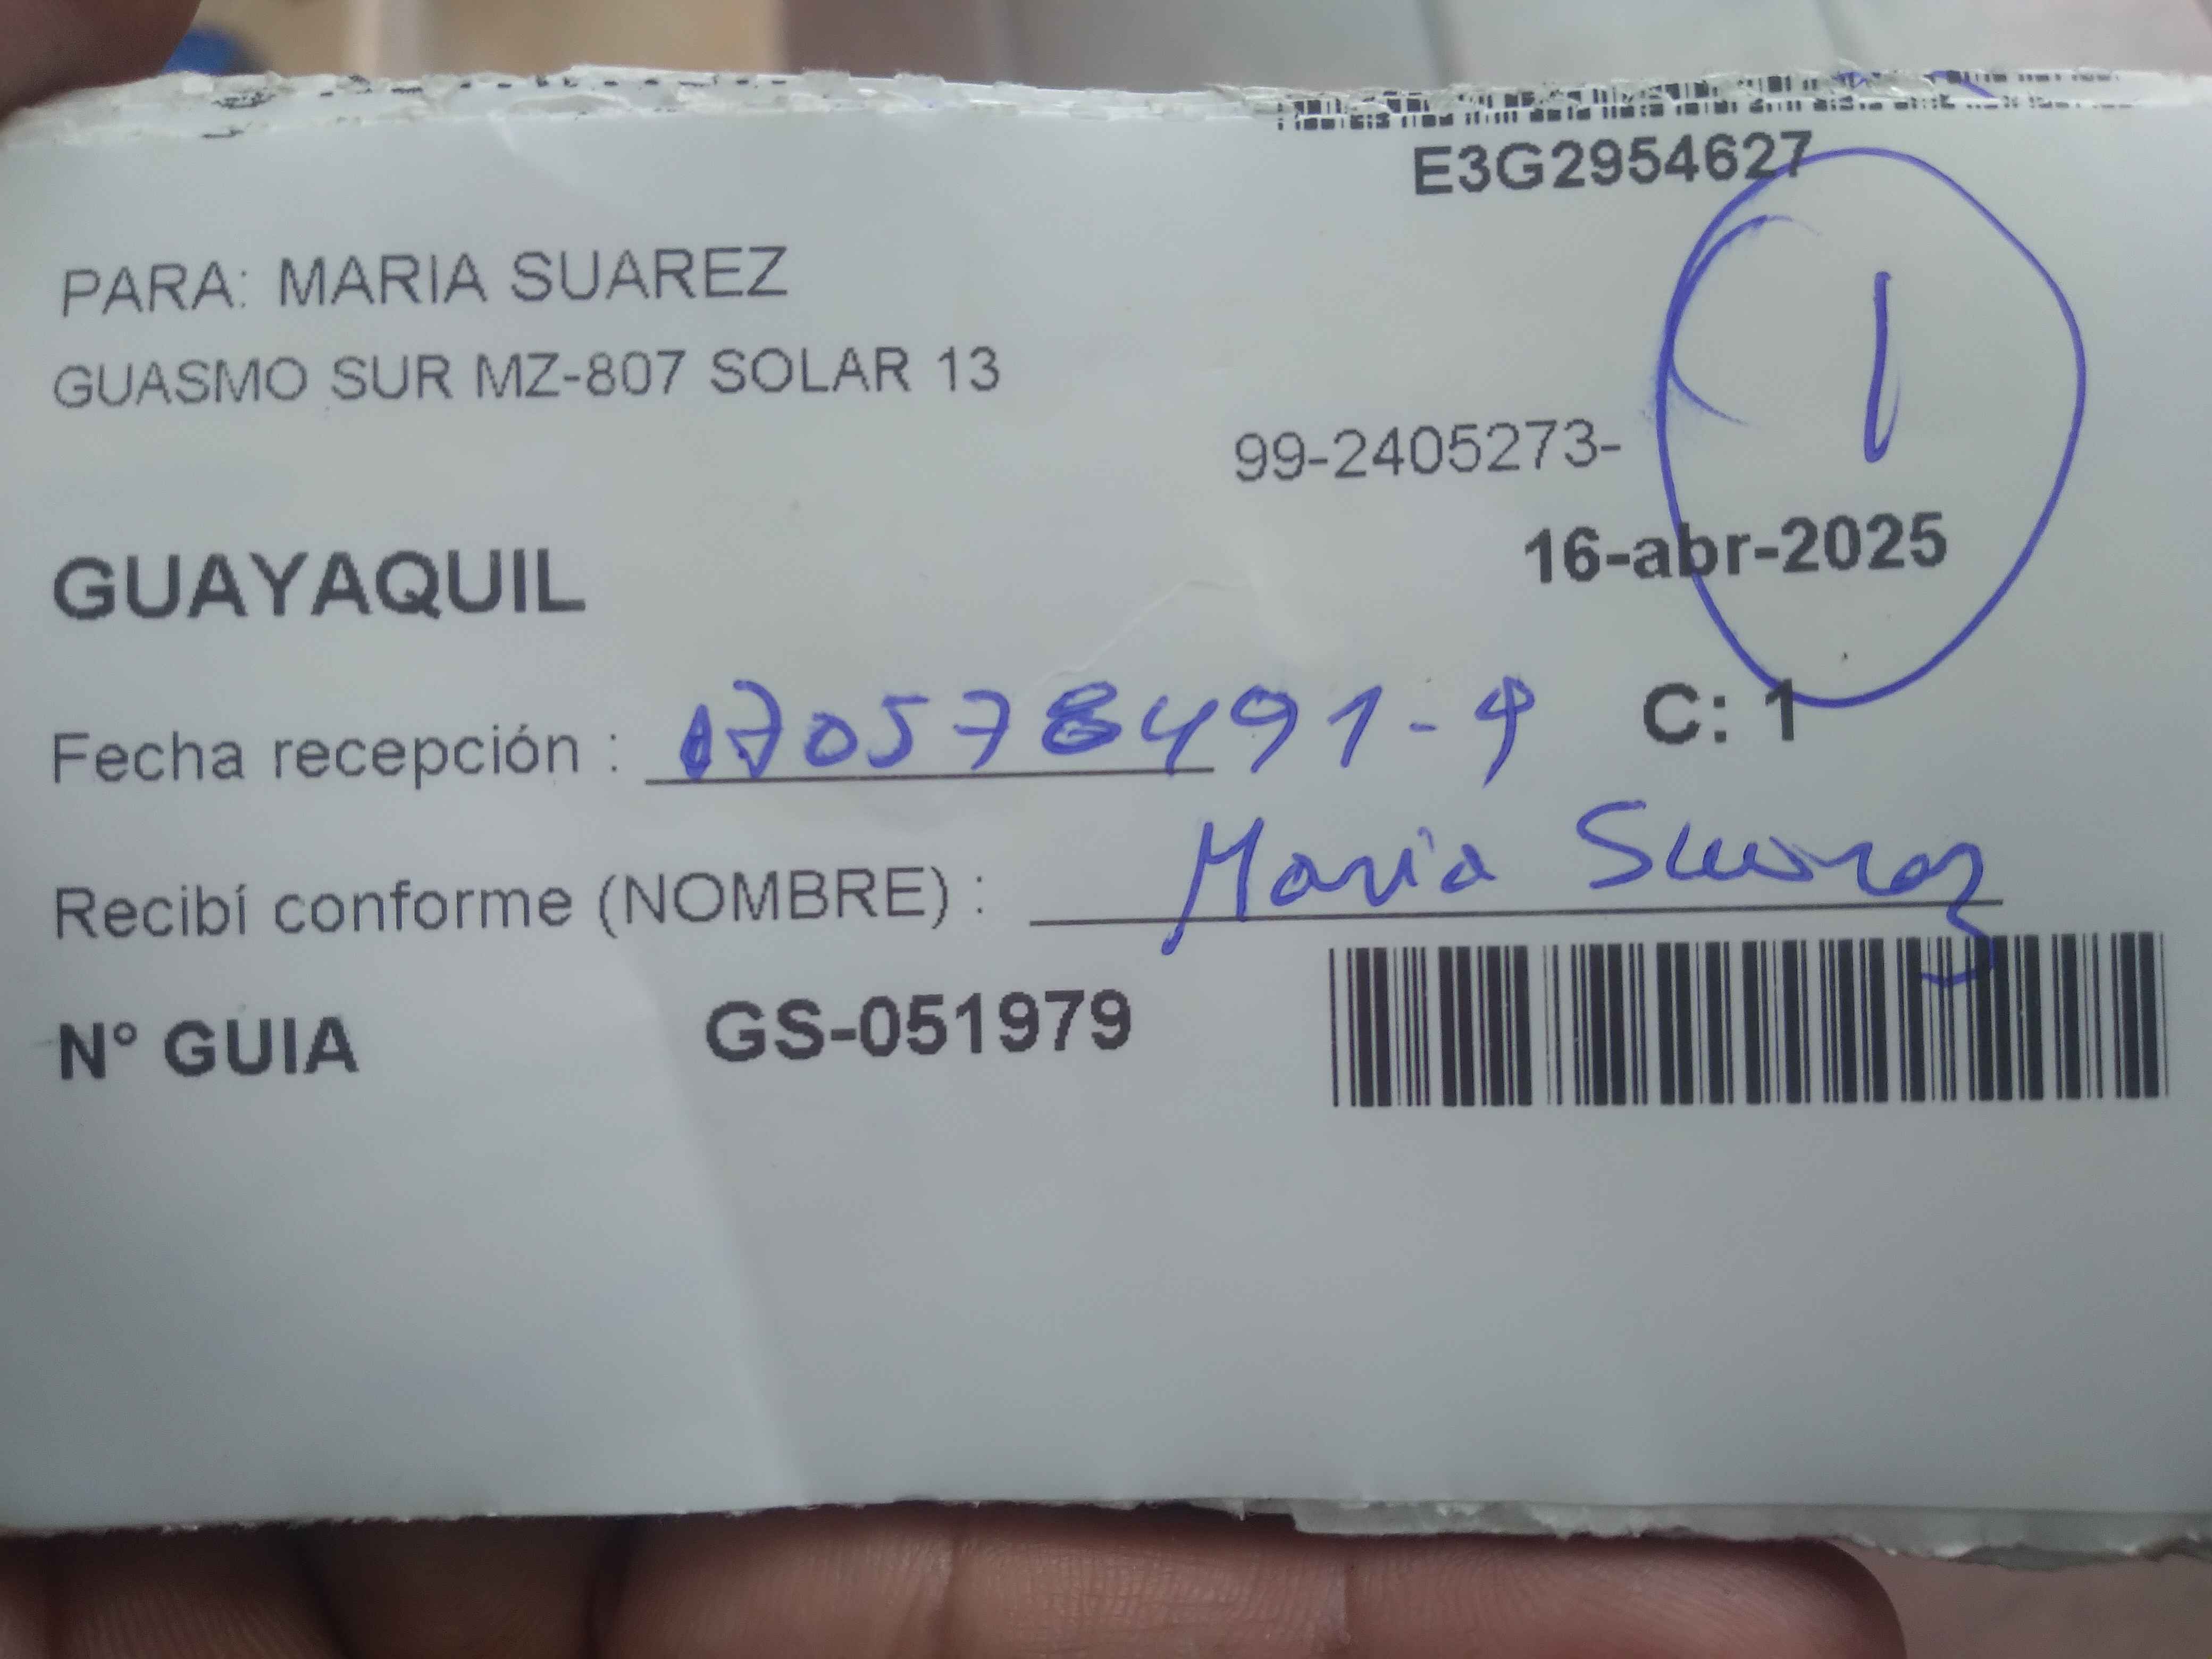 E3G2954627
PARA: MARIA SUAREZ
GUASMO SUR MZ-807 SOLAR 13
1
99-2405273-
16-abr-2025
GUAYAQUIL
Fecha recepción : 170578491-9 C: 1
Recibí conforme (NOMBRE) : Maria Suarez
N° GUIA GS-051979